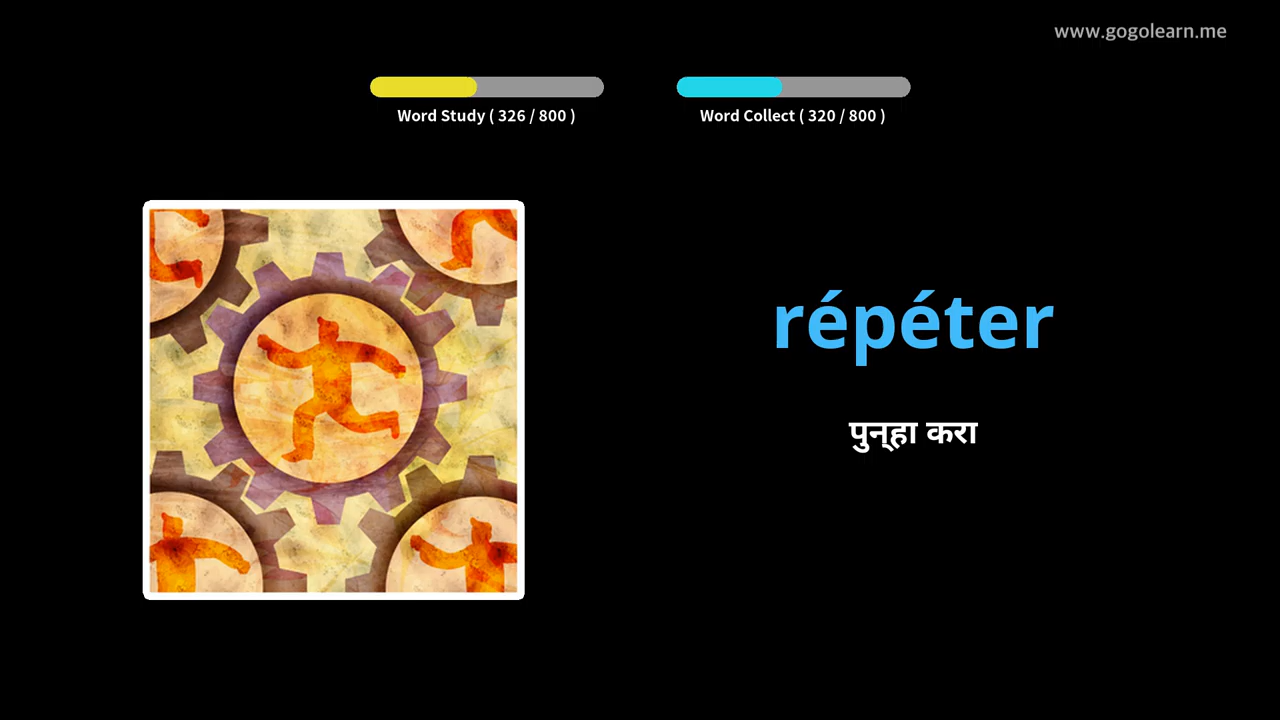 www.gogolearn.me
Word Study ( 326 / 800 )
Word Collect ( 320 / 800 )
répéter
पुन्हा करा